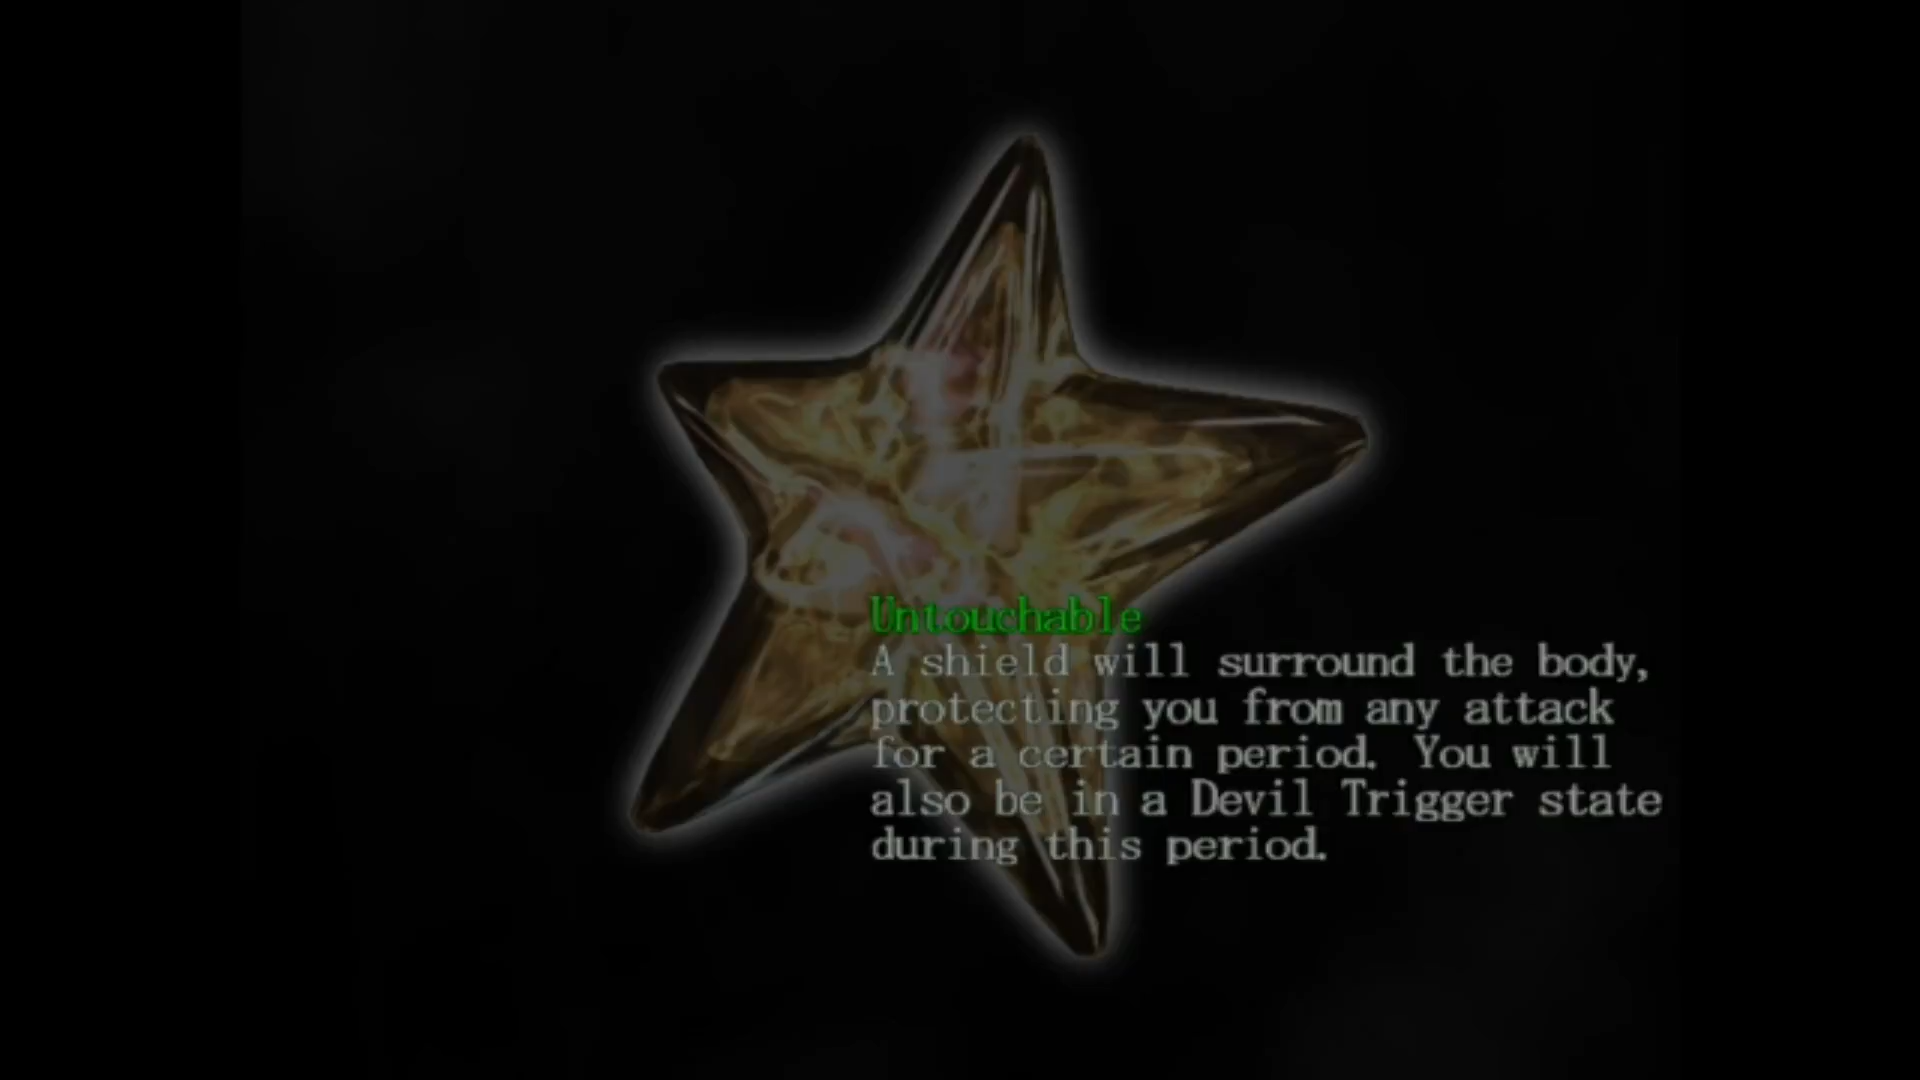 Untouchable
A shield will surround the body,
protecting you from any attack
for a certain period. You will
also be in a Devil Trigger state
during this period.